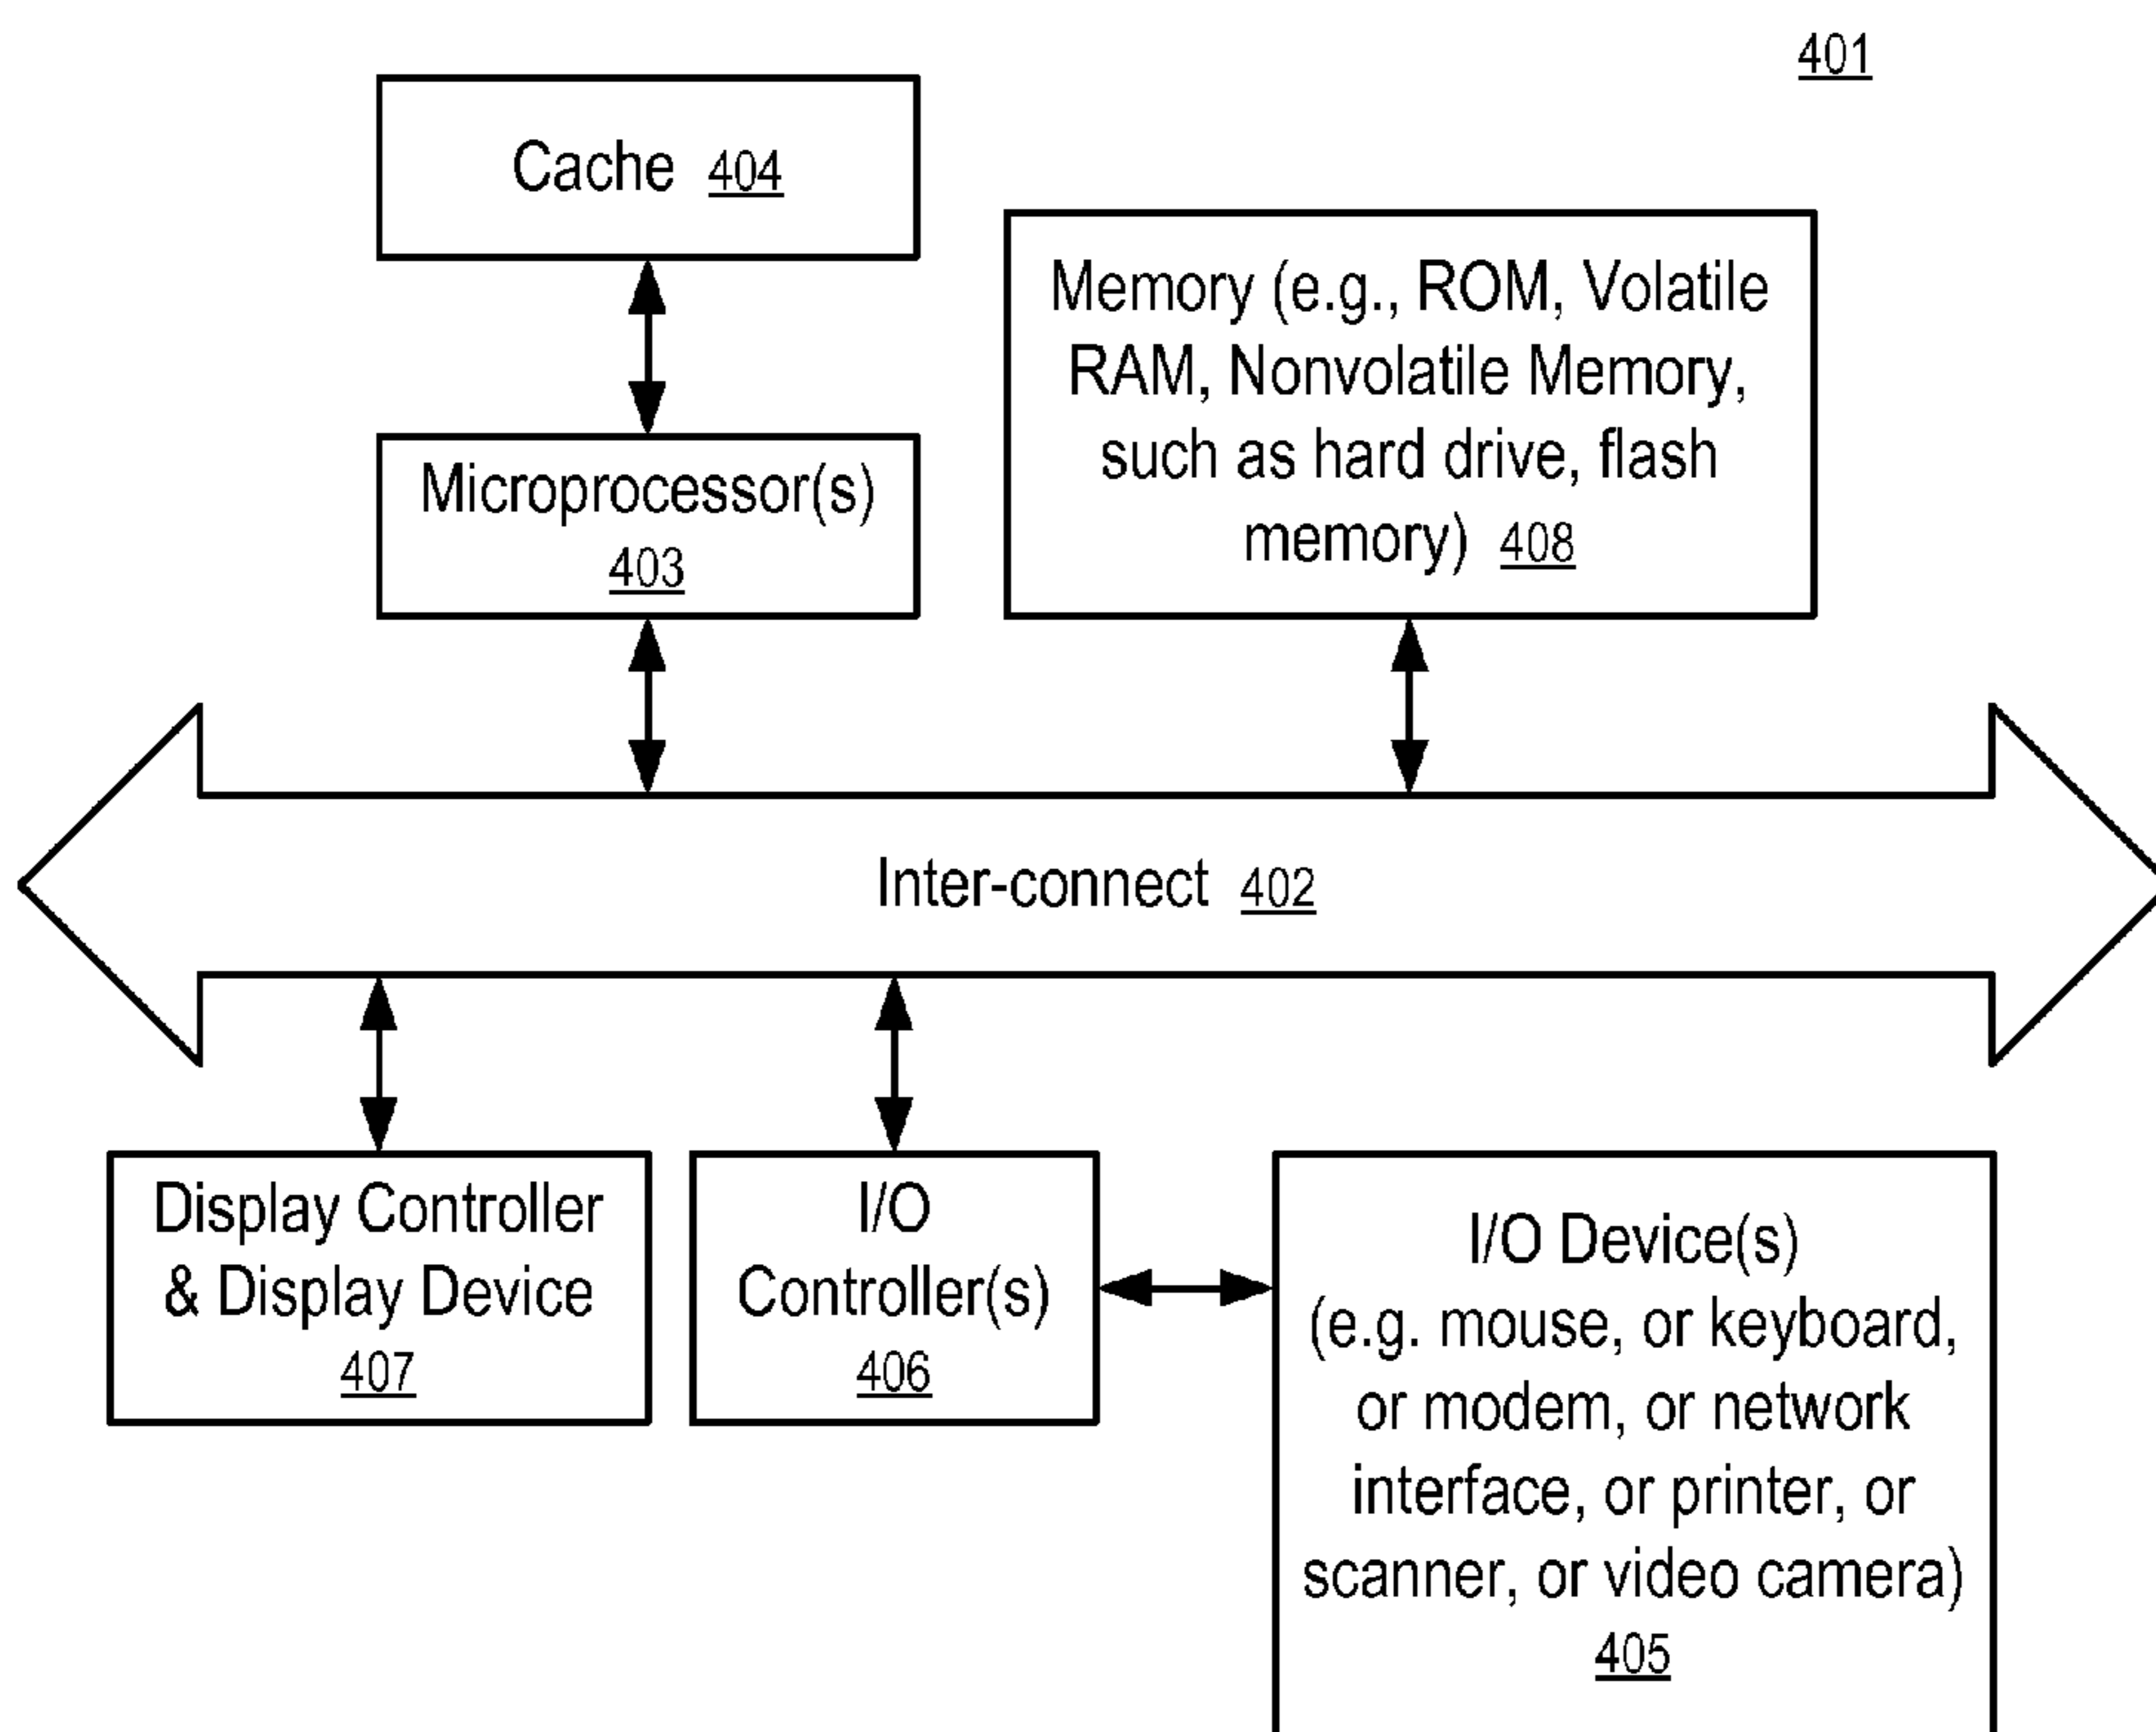 401
Cache 404
Memory (e.g., ROM, Volatile
RAM, Nonvolatile Memory,
such as hard drive, flash
memory) 408
Microprocessor(s)
403
Inter-connect 402
Display Controller
& Display Device
407
I/O
Controller(s)
406
I/O Device(s)
(e.g. mouse, or keyboard,
or modem, or network
interface, or printer, or
scanner, or video camera)
405